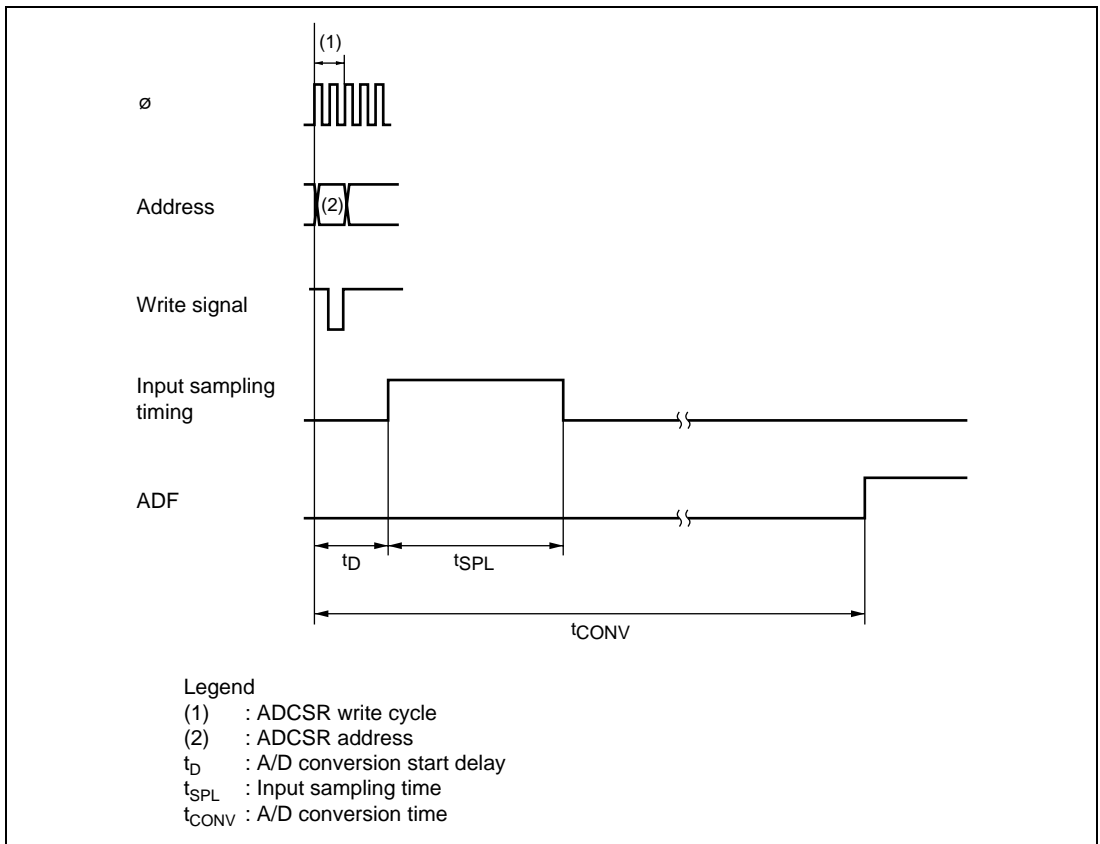 (1)
ø
Address
(2)
Write signal
Input sampling
timing
ADF
tD
tSPL
tCONV
Legend
(1) : ADCSR write cycle
(2) : ADCSR address
tD : A/D conversion start delay
tSPL : Input sampling time
tCONV : A/D conversion time